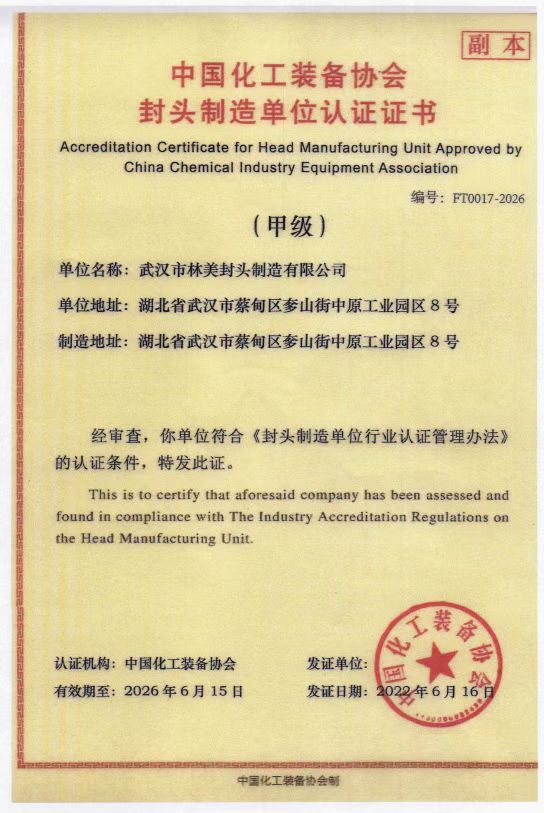 副本
中国化工装备协会
封头制造单位认证证书
Accreditation Certificate for Head Manufacturing Unit Approved by
China Chemical Industry Equipment Association
编号：FT0017-2026
（甲级）
单位名称：武汉市林美封头制造有限公司
单位地址：湖北省武汉市蔡甸区奓山街中原工业园区8号
制造地址：湖北省武汉市蔡甸区奓山街中原工业园区8号
经审查，你单位符合《封头制造单位行业认证管理办法》
的认证条件，特发此证。
This is to certify that aforesaid company has been assessed and
found in compliance with The Industry Accreditation Regulations on
the Head Manufacturing Unit.
中国化工装备协会
认证机构：中国化工装备协会
发证单位：
有效期至：2026年6月15日
发证日期：2022年6月16日
中国化工装备协会制